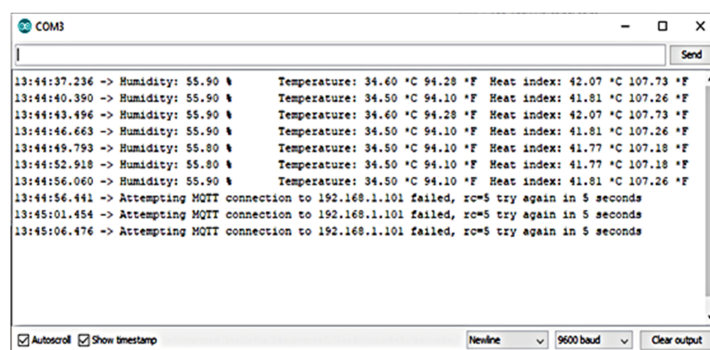 COM3
Send
13:44:37.236 -> Humidity: 55.90 % Temperature: 34.60 *C 94.28 *F Heat index: 42.07 *C 107.73 *F
13:44:40.390 -> Humidity: 55.90 % Temperature: 34.50 *C 94.10 *F Heat index: 41.81 *C 107.26 *F
13:44:43.496 -> Humidity: 55.90 % Temperature: 34.60 *C 94.28 *F Heat index: 42.07 *C 107.73 *F
13:44:46.663 -> Humidity: 55.90 % Temperature: 34.50 *C 94.10 *F Heat index: 41.81 *C 107.26 *F
13:44:49.793 -> Humidity: 55.80 % Temperature: 34.50 *C 94.10 *F Heat index: 41.77 *C 107.18 *F
13:44:52.918 -> Humidity: 55.80 % Temperature: 34.50 *C 94.10 *F Heat index: 41.77 *C 107.18 *F
13:44:56.060 -> Humidity: 55.90 % Temperature: 34.50 *C 94.10 *F Heat index: 41.81 *C 107.26 *F
13:44:56.441 -> Attempting MQTT connection to 192.168.1.101 failed, rc=5 try again in 5 seconds
13:45:01.454 -> Attempting MQTT connection to 192.168.1.101 failed, rc=5 try again in 5 seconds
13:45:06.476 -> Attempting MQTT connection to 192.168.1.101 failed, rc=5 try again in 5 seconds
Autoscroll Show timestamp Newline 9600 baud Clear output